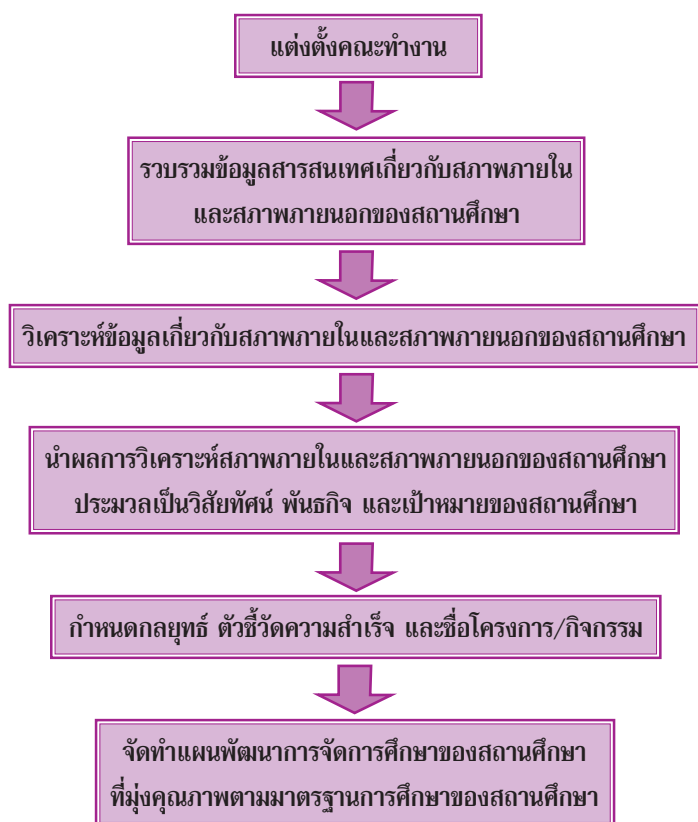 แต่งตั้งคณะทำงาน
รวบรวมข้อมูลสารสนเทศเกี่ยวกับสภาพภายใน
และสภาพภายนอกของสถานศึกษา
วิเคราะห์ข้อมูลเกี่ยวกับสภาพภายในและสภาพภายนอกของสถานศึกษา
นำผลการวิเคราะห์สภาพภายในและสภาพภายนอกของสถานศึกษา
ประมวลเป็นวิสัยทัศน์ พันธกิจ และเป้าหมายของสถานศึกษา
กำหนดกลยุทธ์ ตัวชี้วัดความสำเร็จ และชื่อโครงการ/กิจกรรม
จัดทำแผนพัฒนาการจัดการศึกษาของสถานศึกษา
ที่มุ่งคุณภาพตามมาตรฐานการศึกษาของสถานศึกษา